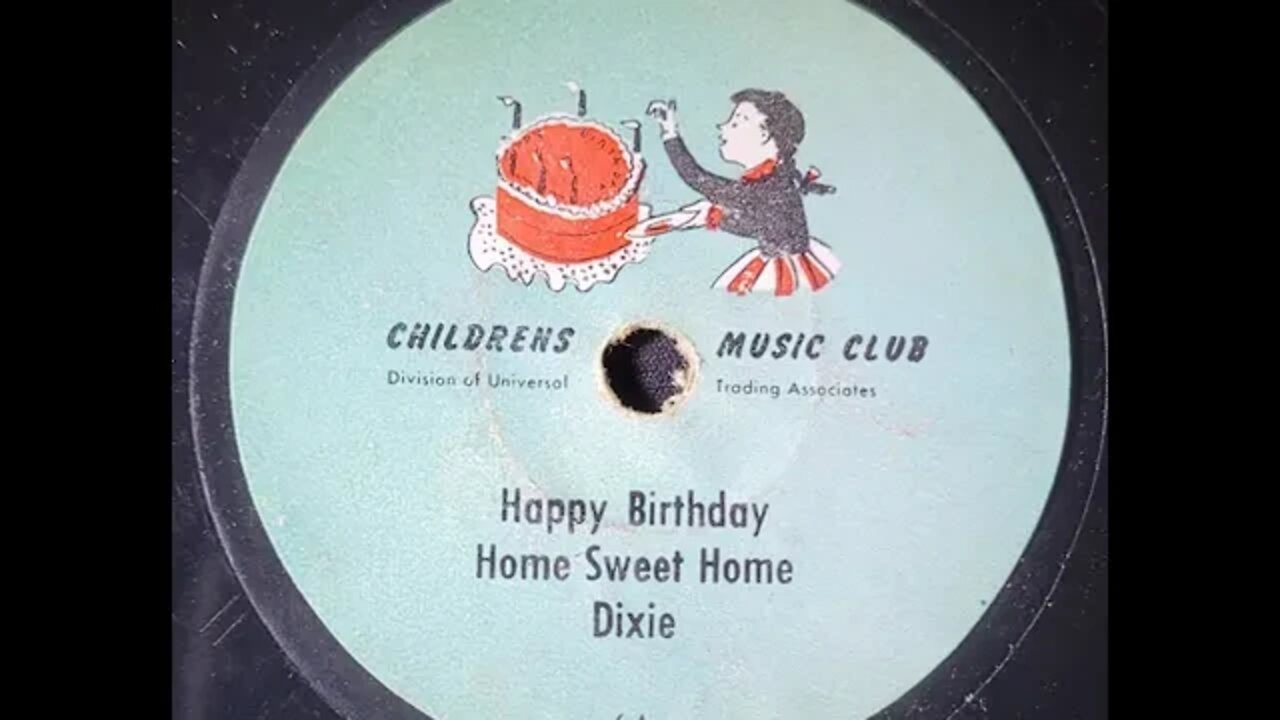 CHILDRENS MUSIC CLUB
Division of Universal Trading Associates
Happy Birthday
Home Sweet Home
Dixie